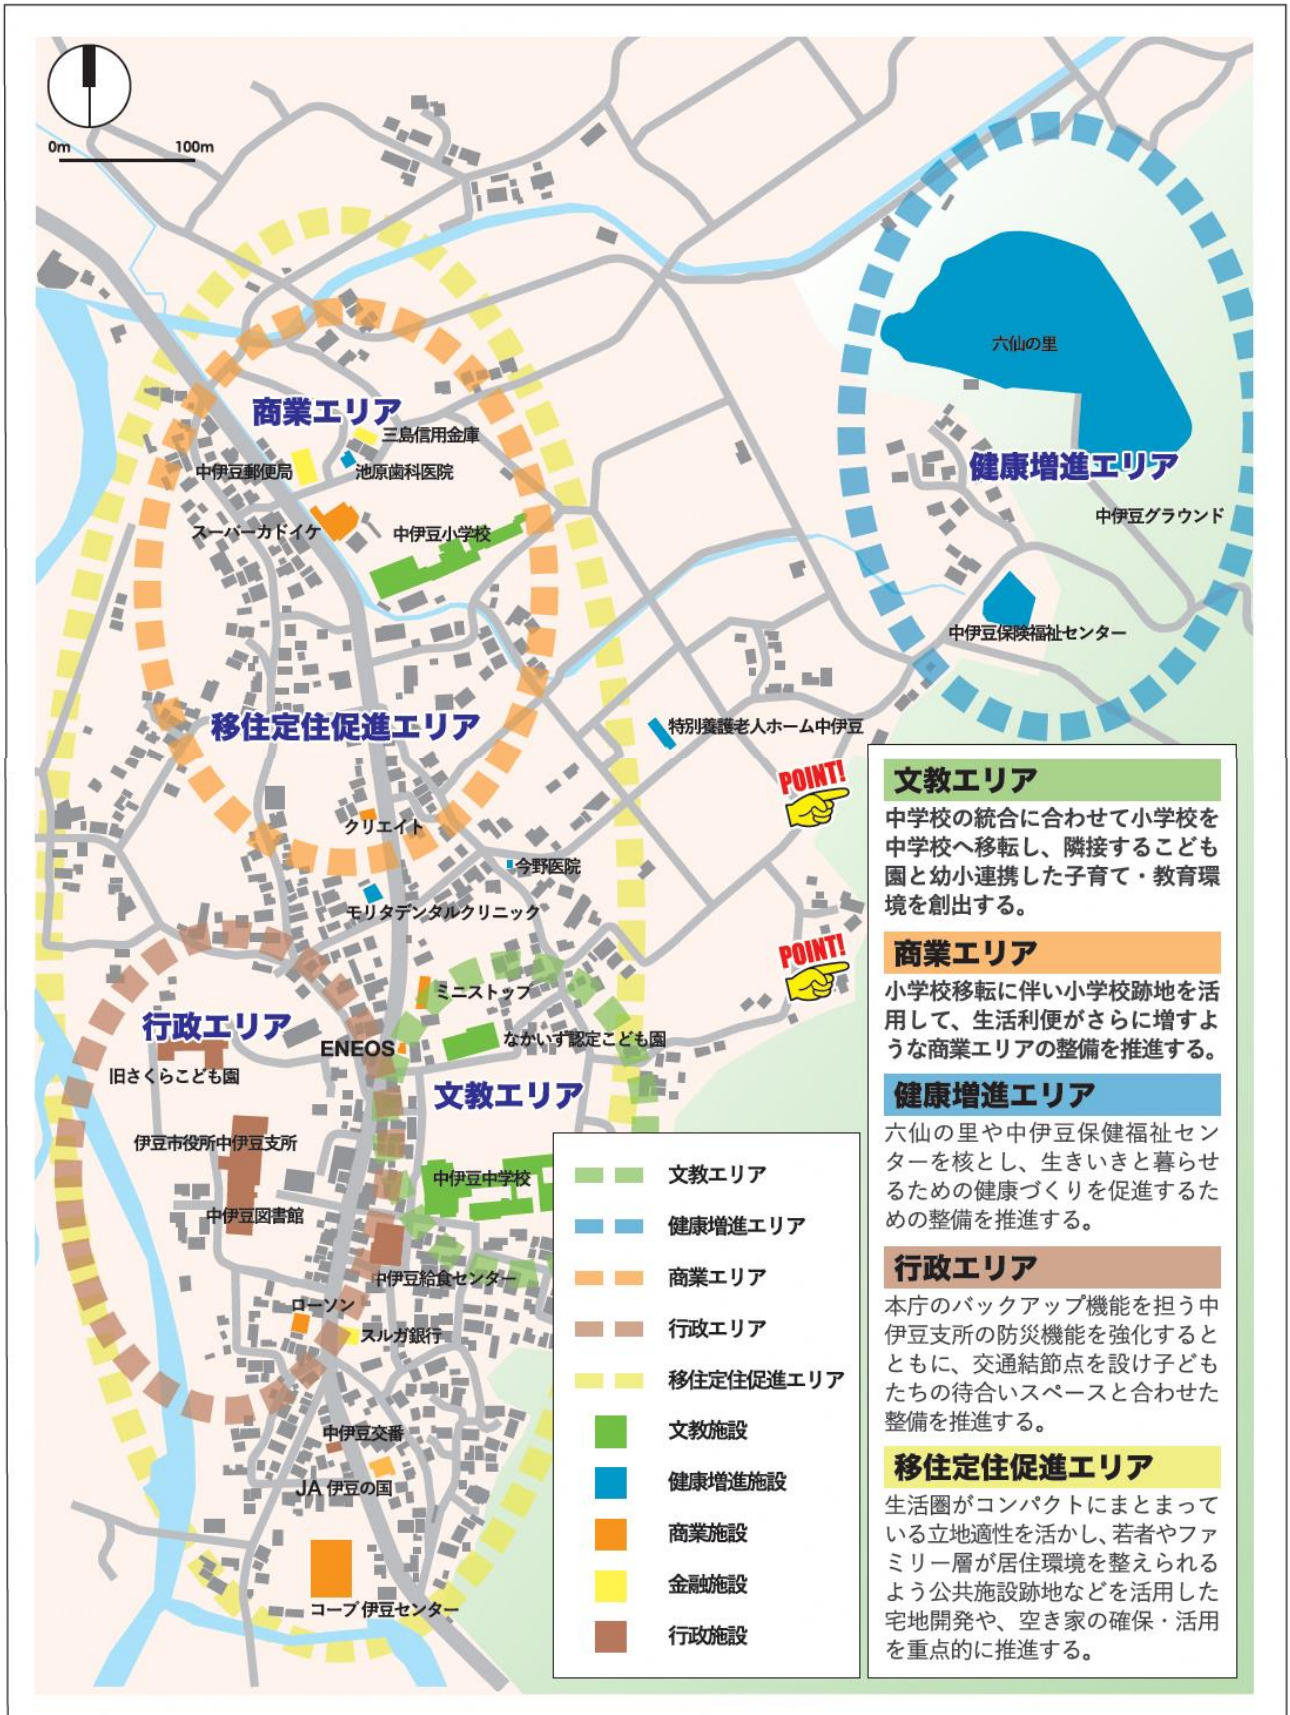 0m 100m
商業エリア
三島信用金庫
中伊豆郵便局
池原歯科医院
スーパーカドイケ
中伊豆小学校
六仙の里
健康増進エリア
中伊豆グラウンド
中伊豆保険福祉センター
移住定住促進エリア
特別養護老人ホーム中伊豆
クリエイト
今野医院
モリタデンタルクリニック
ミニストップ
行政エリア
ENEOS
なかいず認定こども園
旧さくらこども園
文教エリア
伊豆市役所中伊豆支所
中伊豆中学校
中伊豆図書館
中伊豆給食センター
ローソン
スルガ銀行
中伊豆交番
JA 伊豆の国
コープ伊豆センター
文教エリア
健康増進エリア
商業エリア
行政エリア
移住定住促進エリア
文教施設
健康増進施設
商業施設
金融施設
行政施設
POINT!
文教エリア
中学校の統合に合わせて小学校を
中学校へ移転し、隣接するこども
園と幼小連携した子育て・教育環
境を創出する。
POINT!
商業エリア
小学校移転に伴い小学校跡地を活
用して、生活利便がさらに増すよ
うな商業エリアの整備を推進する。
健康増進エリア
六仙の里や中伊豆保健福祉セン
ターを核とし、生きいきと暮らせ
るための健康づくりを促進するた
めの整備を推進する。
行政エリア
本庁のバックアップ機能を担う中
伊豆支所の防災機能を強化すると
ともに、交通結節点を設け子ども
たちの待合いスペースと合わせた
整備を推進する。
移住定住促進エリア
生活圏がコンパクトにまとまって
いる立地適性を活かし、若者やファ
ミリー層が居住環境を整えられる
よう公共施設跡地などを活用した
宅地開発や、空き家の確保・活用
を重点的に推進する。